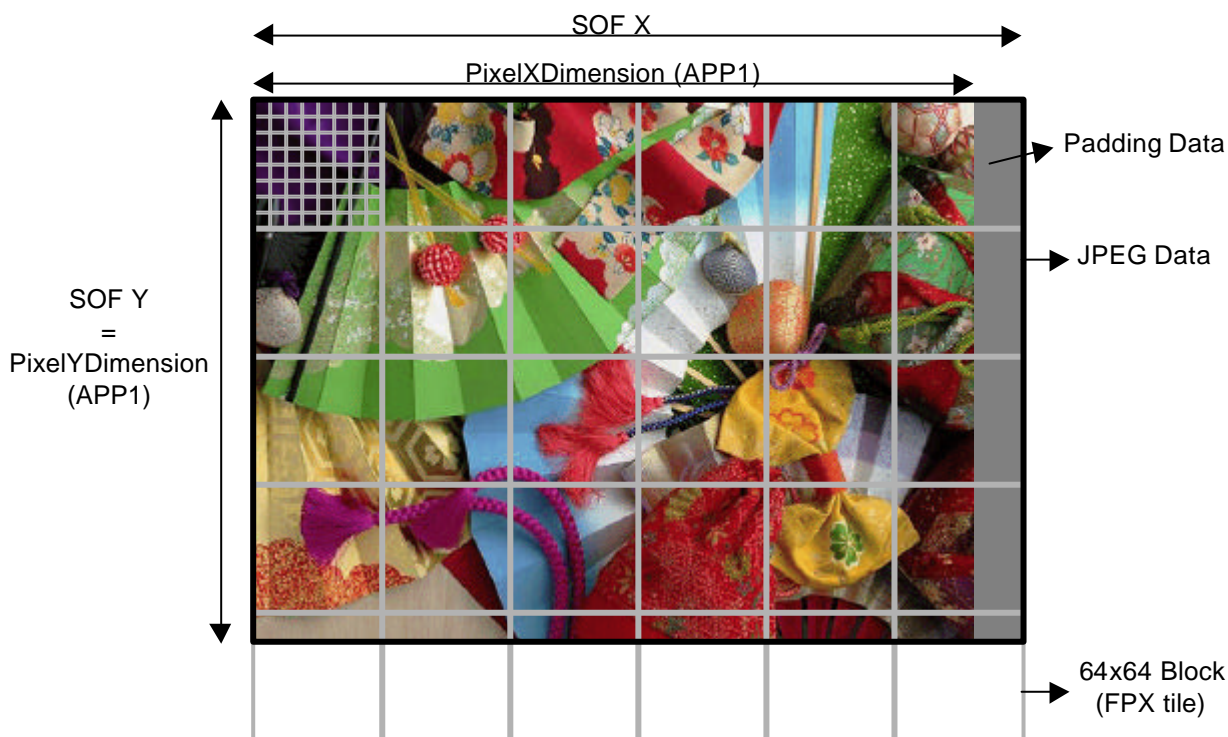 SOF X
PixelXDimension (APP1)
Padding Data
JPEG Data
SOF Y
=
PixelYDimension
(APP1)
64x64 Block
(FPX tile)